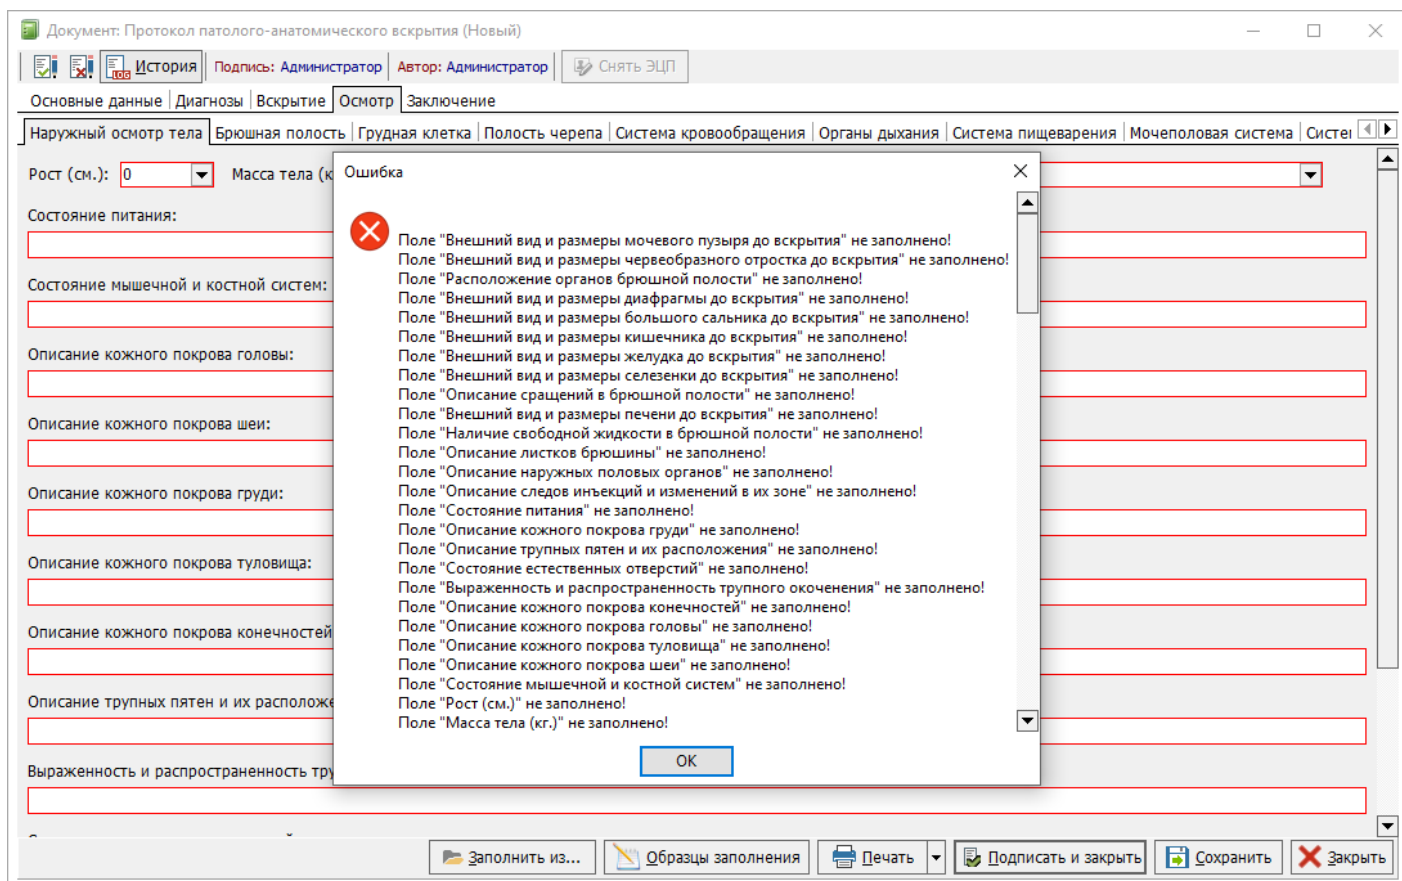 Документ: Протокол патолого-анатомического вскрытия (Новый)
LOG История Подпись: Администратор Автор: Администратор Снять ЭЦП
Основные данные Диагнозы Вскрытие Осмотр Заключение
Наружный осмотр тела Брюшная полость Грудная клетка Полость черепа Система кровообращения Органы дыхания Система пищеварения Мочеполовая система Систе
Рост (см.): 0 Масса тела (к
Состояние питания:
Состояние мышечной и костной систем:
Описание кожного покрова головы:
Описание кожного покрова шеи:
Описание кожного покрова груди:
Описание кожного покрова туловища:
Описание кожного покрова конечностей
Описание трупных пятен и их расположе
Выраженность и распространенность тру
Ошибка
Поле "Внешний вид и размеры мочевого пузыря до вскрытия" не заполнено!
Поле "Внешний вид и размеры червеобразного отростка до вскрытия" не заполнено!
Поле "Расположение органов брюшной полости" не заполнено!
Поле "Внешний вид и размеры диафрагмы до вскрытия" не заполнено!
Поле "Внешний вид и размеры большого сальника до вскрытия" не заполнено!
Поле "Внешний вид и размеры кишечника до вскрытия" не заполнено!
Поле "Внешний вид и размеры желудка до вскрытия" не заполнено!
Поле "Внешний вид и размеры селезенки до вскрытия" не заполнено!
Поле "Описание сращений в брюшной полости" не заполнено!
Поле "Внешний вид и размеры печени до вскрытия" не заполнено!
Поле "Наличие свободной жидкости в брюшной полости" не заполнено!
Поле "Описание листков брюшины" не заполнено!
Поле "Описание наружных половых органов" не заполнено!
Поле "Описание следов инъекций и изменений в их зоне" не заполнено!
Поле "Состояние питания" не заполнено!
Поле "Описание кожного покрова груди" не заполнено!
Поле "Описание трупных пятен и их расположения" не заполнено!
Поле "Состояние естественных отверстий" не заполнено!
Поле "Выраженность и распространенность трупного окоченения" не заполнено!
Поле "Описание кожного покрова конечностей" не заполнено!
Поле "Описание кожного покрова головы" не заполнено!
Поле "Описание кожного покрова туловища" не заполнено!
Поле "Описание кожного покрова шеи" не заполнено!
Поле "Состояние мышечной и костной систем" не заполнено!
Поле "Рост (см.)" не заполнено!
Поле "Масса тела (кг.)" не заполнено!
OK
Заполнить из... Образцы заполнения Печать Подписать и закрыть Сохранить Закрыть